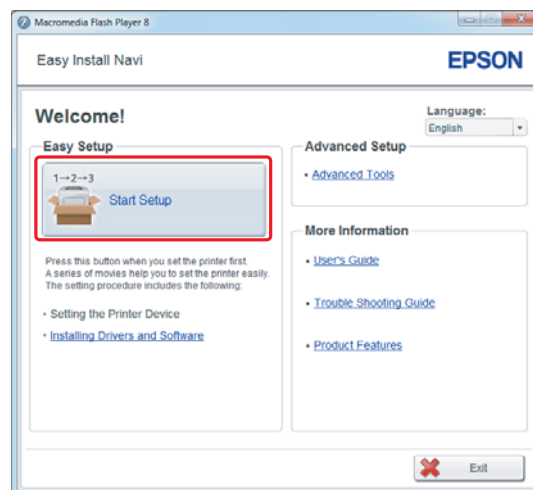 Macromedia Flash Player 8
Easy Install Navi
EPSON
Welcome!
Language:
English
Easy Setup
1→2→3
Start Setup
Press this button when you set the printer first.
A series of movies help you to set the printer easily.
The setting procedure includes the following:
• Setting the Printer Device
• Installing Drivers and Software
Advanced Setup
• Advanced Tools
More Information
• User's Guide
• Trouble Shooting Guide
• Product Features
Exit